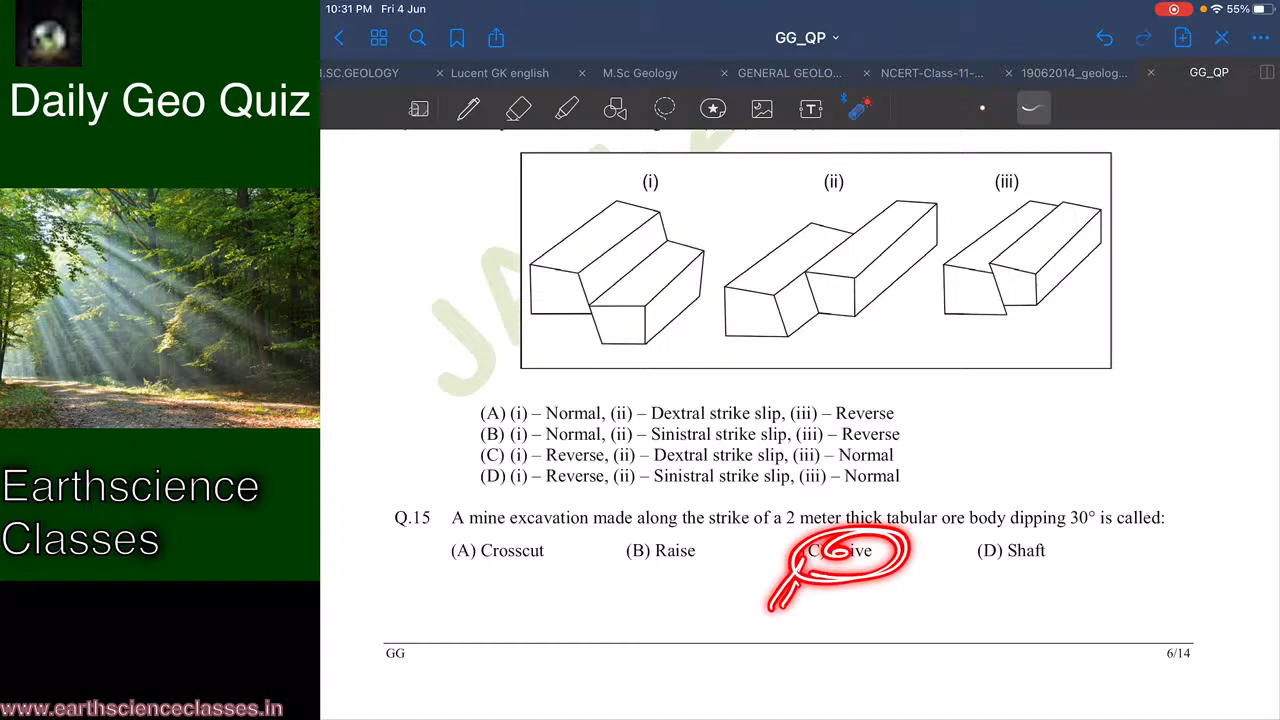 10:31 PM Fri 4 Jun
55%
GG_QP
M.SC.GEOLOGY
Lucent GK english
M.Sc Geology
GENERAL GEOLO...
NCERT-Class-11-...
19062014_geolog...
GG_QP
Daily Geo Quiz
(i)
(ii)
(iii)
(A) (i) – Normal, (ii) – Dextral strike slip, (iii) – Reverse
(B) (i) – Normal, (ii) – Sinistral strike slip, (iii) – Reverse
(C) (i) – Reverse, (ii) – Dextral strike slip, (iii) – Normal
(D) (i) – Reverse, (ii) – Sinistral strike slip, (iii) – Normal
Q.15 A mine excavation made along the strike of a 2 meter thick tabular ore body dipping 30° is called:
(A) Crosscut (B) Raise (C) (D) Shaft
GG
6/14
Earthscience
Classes
www.earthscienceclasses.in